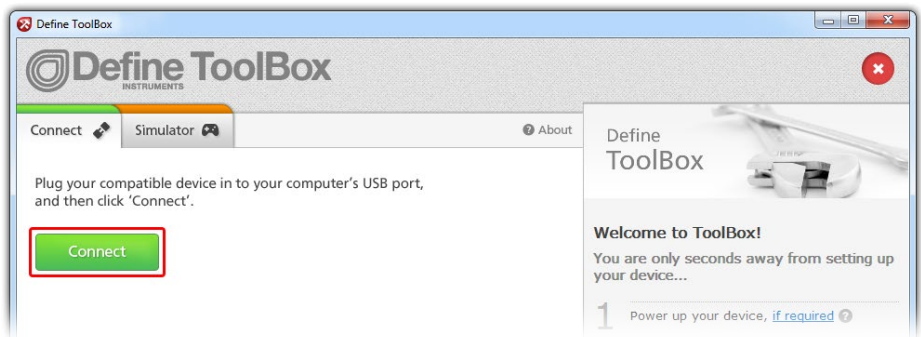 Define ToolBox
Define ToolBox
INSTRUMENTS
Connect
Simulator
? About
Plug your compatible device in to your computer's USB port,
and then click 'Connect'.
Connect
Define
ToolBox
Welcome to ToolBox!
You are only seconds away from setting up
your device...
1 Power up your device, if required ?